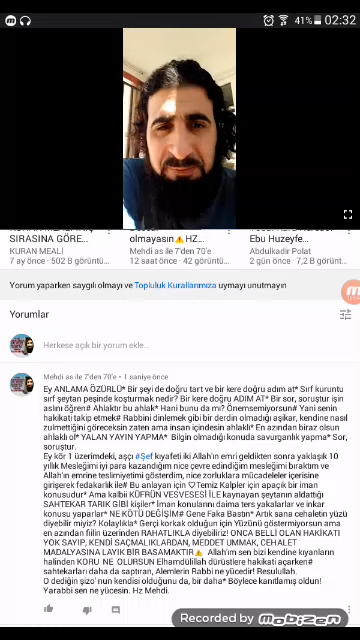 41% 02:32
SIRASINA GÖRE...
KURAN MEALİ
7 ay önce • 502 B görüntü
olmayasın⚠HZ...
Mehdi as ile 7'den 70'e
12 saat önce • 42 görüntü
Ebu Huzeyfe...
Abdulkadir Polat
2 gün önce • 7,2 B görüntü
Yorum yaparken saygılı olmayı ve Topluluk Kurallarımıza uymayı unutmayın
Yorumlar
Herkese açık bir yorum ekle...
Mehdi as ile 7'den 70'e • 1 saniye önce
Ey ANLAMA ÖZÜRLÜ* Bir şeyi de doğru tart ve bir kere doğru adım at* Sırf kuruntu
sırf şeytan peşinde koşturmak nedir? Bir kere doğru ADIM AT* Bir sor, soruştur işin
aslını öğren# Ahlaktır bu ahlak* Hani bunu da mı? Önemsemiyorsun# Yani senin
hakikati takip etmek# Rabbini dinlemek gibi bir derdin olmadığı aşikar, kendine nasıl
zulmettiğini göreceksin zaten ama insan içindesin ahlaklı* En azından biraz olsun
ahlaklı ol* YALAN YAYIN YAPMA* Bilgin olmadığı konuda savurganlık yapma* Sor,
soruştur.
Ey kör 1 üzerimdeki, aşçı #Şef kıyafeti iki Allah'ın emri geldikten sonra yaklaşık 10
yıllık Mesleğimi iyi para kazandığım nice çevre edindiğim mesleğimi bıraktım ve
Allah'ın emrine teslimiyetimi gösterdim, nice zorluklara mücadeleler içerisine
girişerek fedakarlık ile# Bu anlayan için ♡Temiz Kalpler için apaçık bir iman
konusudur* Ama kalbii KÜFRÜN VESVESESİ İLE kaynayan şeytanın aldattığı
SAHTEKAR TARIK GİBİ kişiler* İman konularını daima ters yakalarlar ve inkar
konusu yaparlar* NE KÖTÜ DEĞİŞİM# Gene Faka Bastın* Artık sana cehaletin yüzü
diyebilir miyiz? Kolaylıkla* Gerçi korkak olduğun için Yüzünü göstermiyorsun ama
en azından fiilin üzerinden RAHATLIKLA diyebiliriz! ONCA BELLİ OLAN HAKİKATI
YOK SAYIP, KENDİ SAÇMALIKLARDAN, MEDDET UMMAK, CEHALET
MADALYASINA LAYIK BİR BASAMAKTIR⚠ Allah'ım sen bizi kendine kıyanların
halinden KORU NE OLURSUN Elhamdülillah dürüstlere hakikati aparken#
sahtekarları daha da saptıran, Alemlerin Rabbi ne yücedir! Resulullah.
O dediğin şizo' nun kendisi olduğunu da, bir daha* Böylece kanıtlamış oldun!
Yarabbi sen ne yücesin. Hz Mehdi.
Recorded by mobizen